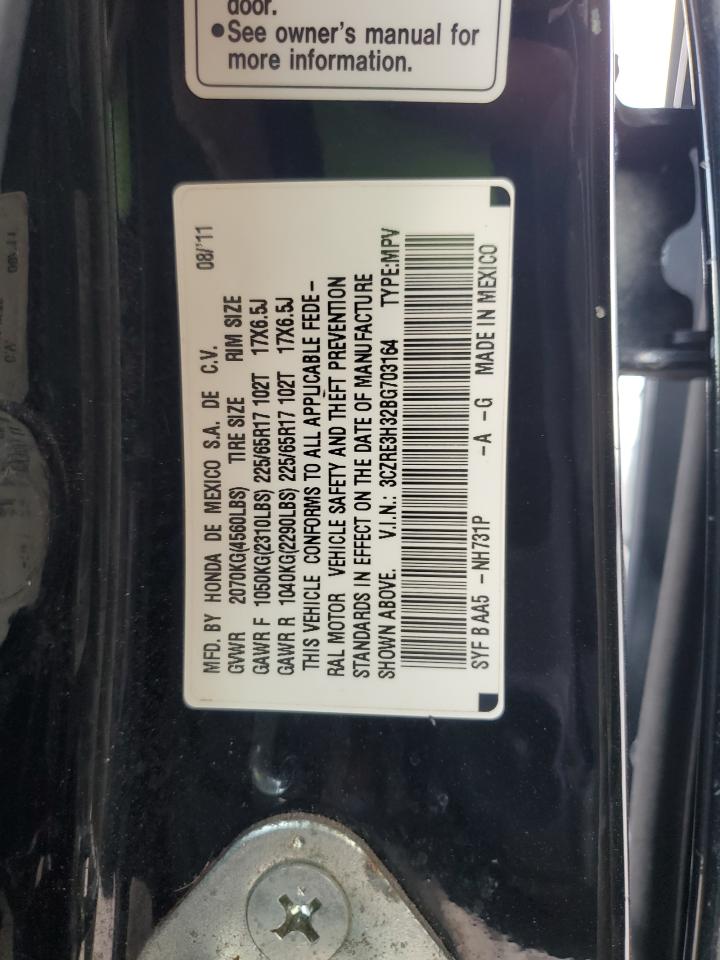 door.
●See owner's manual for
more information.
MFD. BY HONDA DE MEXICO S.A. DE C.V. 08/'11
GVWR 2070KG(4560LBS) TIRE SIZE RIM SIZE
GAWR F 1050KG(2310LBS) 225/65R17 102T 17X6.5J
GAWR R 1040KG(2290LBS) 225/65R17 102T 17X6.5J
THIS VEHICLE CONFORMS TO ALL APPLICABLE FEDE-
RAL MOTOR VEHICLE SAFETY AND THEFT PREVENTION
STANDARDS IN EFFECT ON THE DATE OF MANUFACTURE
SHOWN ABOVE. V.I.N.: 3CZRE3H32BG703164 TYPE:MPV
SYF B AA5 -NH731P -A -G MADE IN MEXICO